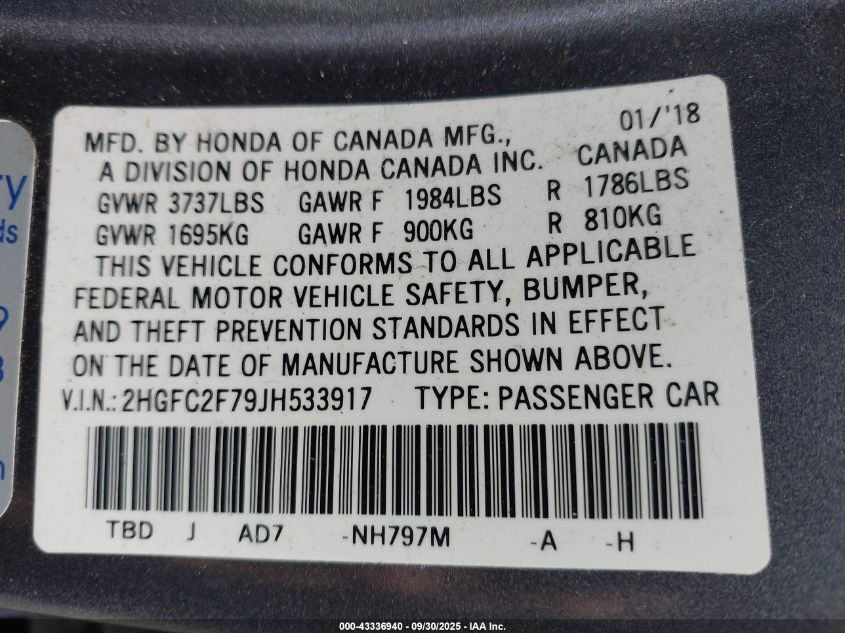 MFD. BY HONDA OF CANADA MFG., 01/'18
A DIVISION OF HONDA CANADA INC. CANADA
GVWR 3737LBS GAWR F 1984LBS R 1786LBS
GVWR 1695KG GAWR F 900KG R 810KG
THIS VEHICLE CONFORMS TO ALL APPLICABLE
FEDERAL MOTOR VEHICLE SAFETY, BUMPER,
AND THEFT PREVENTION STANDARDS IN EFFECT
ON THE DATE OF MANUFACTURE SHOWN ABOVE.
V.I.N.: 2HGFC2F79JH533917 TYPE: PASSENGER CAR
TBD J AD7 -NH797M -A -H
000-43336940 - 09/30/2025 - IAA Inc.